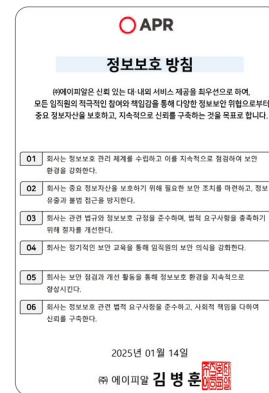 APR
정보보호 방침
㈜에이피알은 신뢰 있는 대·내외 서비스 제공을 최우선으로 하여,
모든 임직원의 적극적인 참여와 책임감을 통해 다양한 정보보안 위협으로부터
중요 정보자산을 보호하고, 지속적으로 신뢰를 구축하는 것을 목표로 합니다.
01 회사는 정보보호 관리 체계를 수립하고 이를 지속적으로 점검하여 보안
환경을 강화한다.
02 회사는 중요 정보자산을 보호하기 위해 필요한 보안 조치를 마련하고, 정보
유출과 불법 접근을 방지한다.
03 회사는 관련 법규와 정보보호 규정을 준수하며, 법적 요구사항을 충족하기
위해 절차를 개선한다.
04 회사는 정기적인 보안 교육을 통해 임직원의 보안 의식을 강화한다.
05 회사는 보안 점검과 개선 활동을 통해 정보보호 환경을 지속적으로
향상시킨다.
06 회사는 정보보호 관련 법적 요구사항을 준수하고, 사회적 책임을 다하며
신뢰를 구축한다.
2025년 01월 14일
㈜ 에이피알 김 병 훈